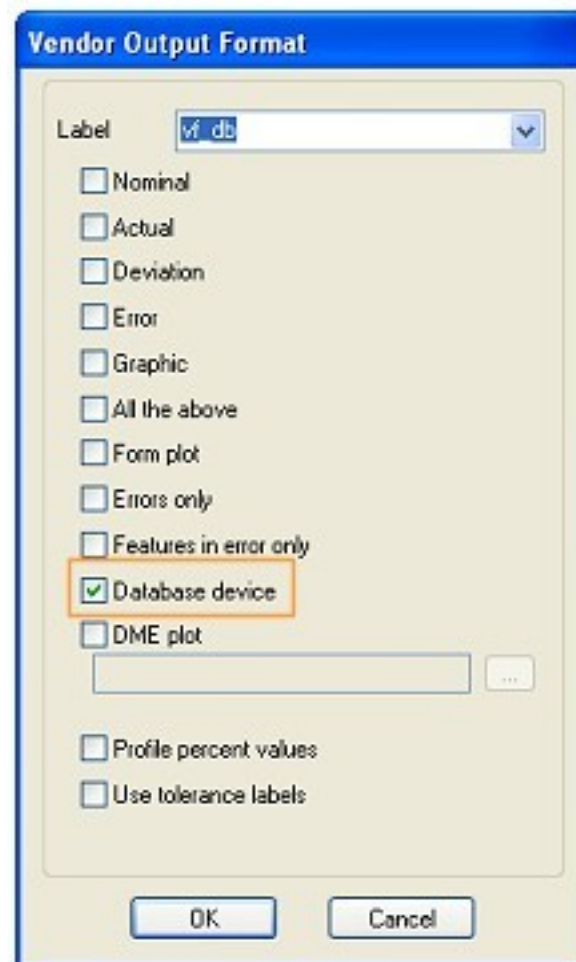 Vendor Output Format
Label vf_db
Nominal
Actual
Deviation
Error
Graphic
All the above
Form plot
Errors only
Features in error only
Database device
DME plot
...
Profile percent values
Use tolerance labels
OK Cancel